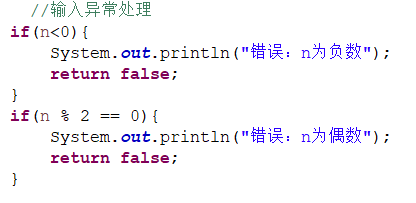 //输入异常处理
if(n<0){
System.out.println("错误：n为负数");
return false;
}
if(n % 2 == 0){
System.out.println("错误：n为偶数");
return false;
}